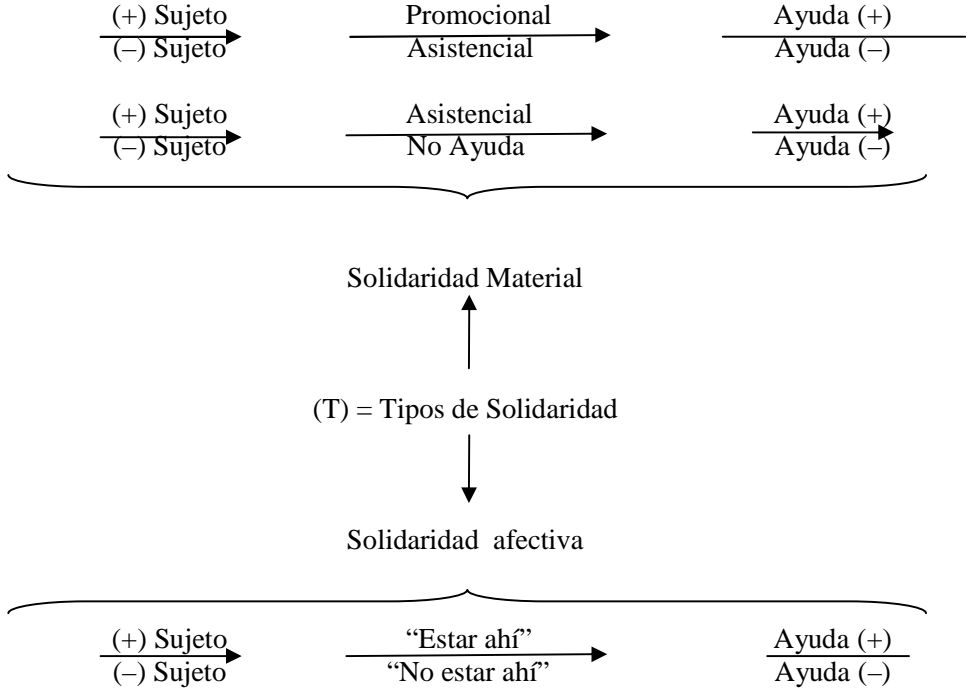 (+) Sujeto Promocional Ayuda (+)
(–) Sujeto Asistencial Ayuda (–)
(+) Sujeto Asistencial Ayuda (+)
(–) Sujeto No Ayuda Ayuda (–)
Solidaridad Material
(T) = Tipos de Solidaridad
Solidaridad afectiva
(+) Sujeto “Estar ahí” Ayuda (+)
(–) Sujeto “No estar ahí” Ayuda (–)